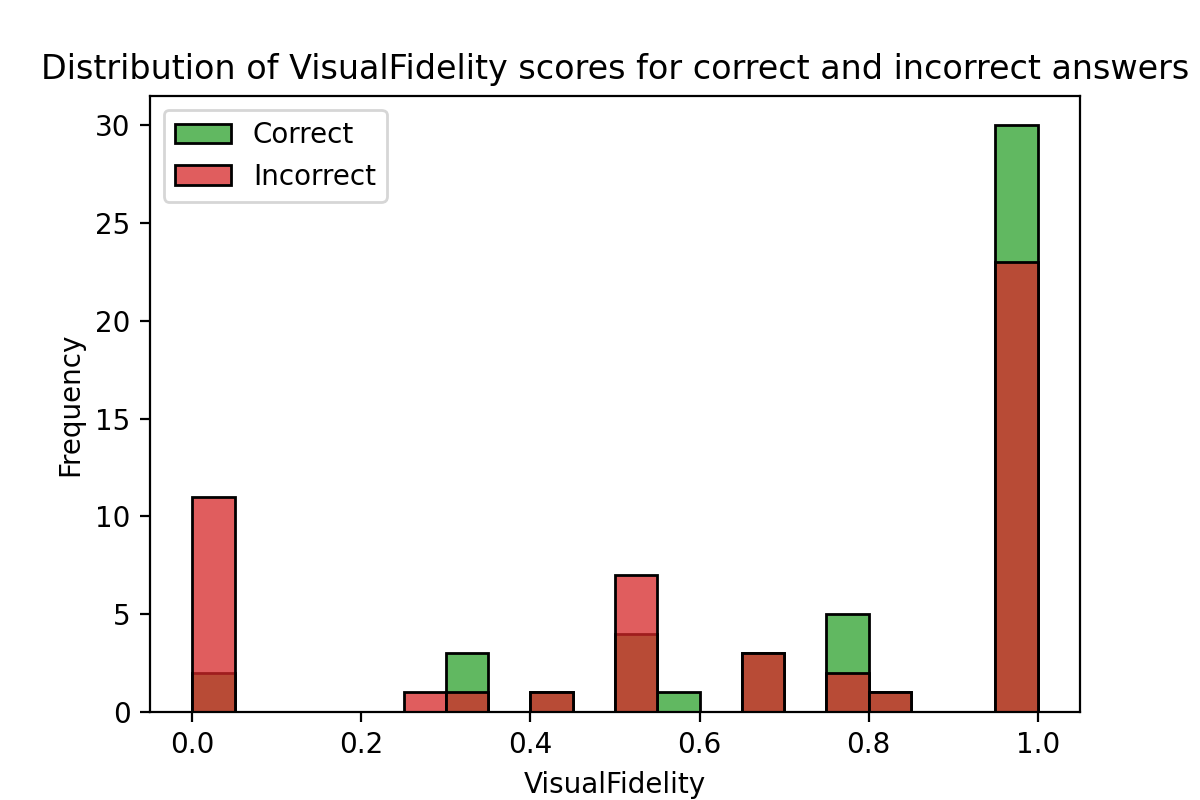 Distribution of VisualFidelity scores for correct and incorrect answers
Correct
Incorrect
Frequency
30
25
20
15
10
5
0
0.0 0.2 0.4 0.6 0.8 1.0
VisualFidelity